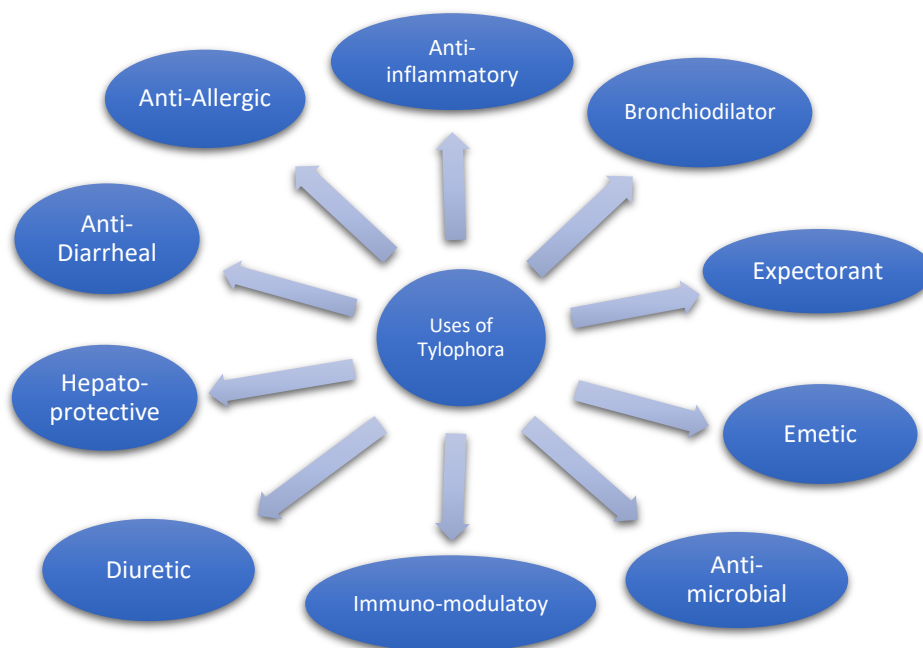 Anti-
inflammatory
Anti-Allergic
Bronchiodilator
Anti-
Diarrheal
Expectorant
Uses of
Tylophora
Hepato-
protective
Emetic
Diuretic
Immuno-modulatoy
Anti-
microbial